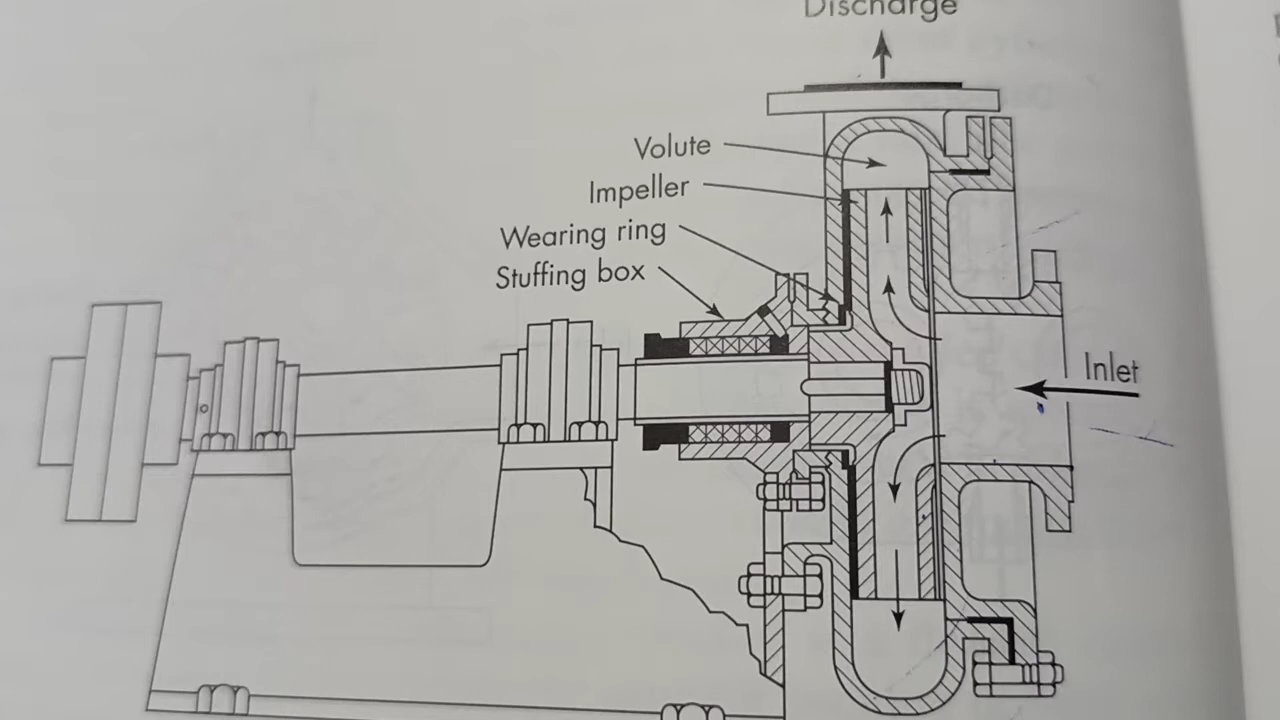 Discharge
Volute
Impeller
Wearing ring
Stuffing box
Inlet